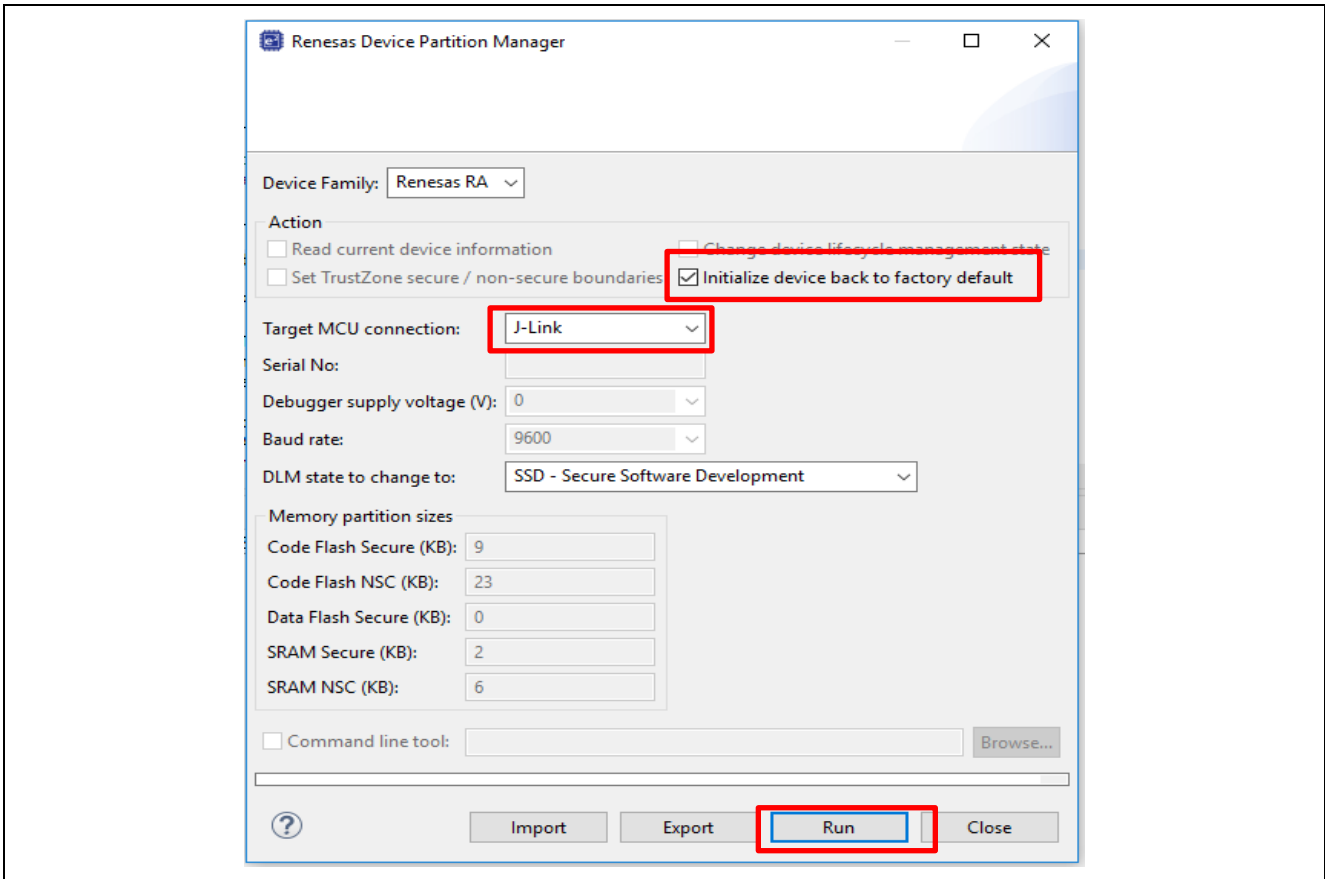 Renesas Device Partition Manager
Device Family: Renesas RA
Action
Read current device information
Change device lifecycle management state
Set TrustZone secure / non-secure boundaries
Initialize device back to factory default
Target MCU connection: J-Link
Serial No:
Debugger supply voltage (V): 0
Baud rate: 9600
DLM state to change to: SSD - Secure Software Development
Memory partition sizes
Code Flash Secure (KB): 9
Code Flash NSC (KB): 23
Data Flash Secure (KB): 0
SRAM Secure (KB): 2
SRAM NSC (KB): 6
Command line tool: Browse...
? Import Export Run Close